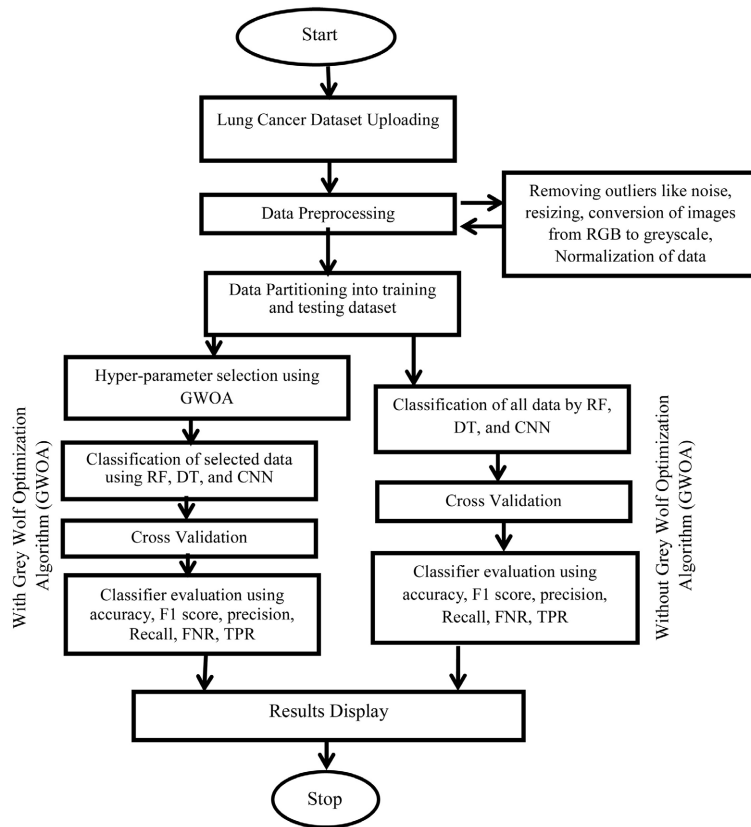 Start
Lung Cancer Dataset Uploading
Data Preprocessing
Removing outliers like noise,
resizing, conversion of images
from RGB to greyscale,
Normalization of data
Data Partitioning into training
and testing dataset
Hyper-parameter selection using
GWOA
Classification of selected data
using RF, DT, and CNN
Cross Validation
Classifier evaluation using
accuracy, F1 score, precision,
Recall, FNR, TPR
With Grey Wolf Optimization
Algorithm (GWOA)
Classification of all data by RF,
DT, and CNN
Cross Validation
Classifier evaluation using
accuracy, F1 score, precision,
Recall, FNR, TPR
Without Grey Wolf Optimization
Algorithm (GWOA)
Results Display
Stop